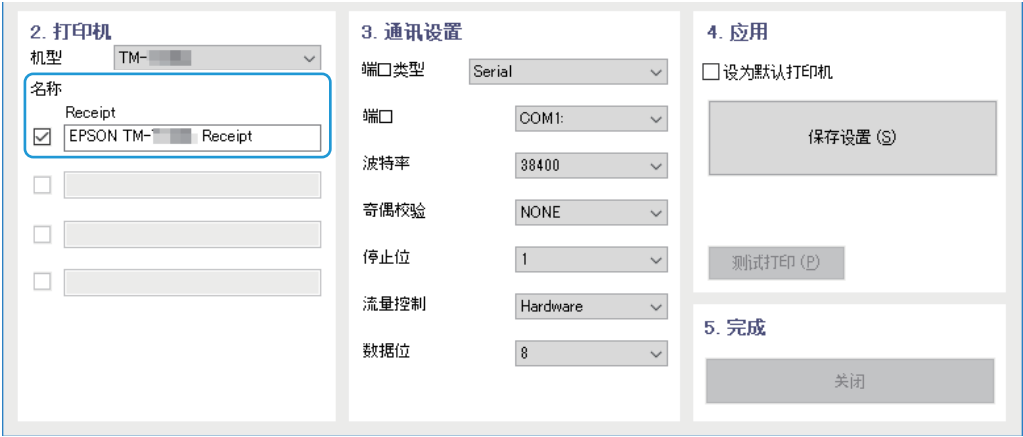 2. 打印机
机型
TM-
名称
Receipt
EPSON TM- Receipt
3. 通讯设置
端口类型
Serial
端口
COM1:
波特率
38400
奇偶校验
NONE
停止位
1
流量控制
Hardware
数据位
8
4. 应用
设为默认打印机
保存设置 (S)
测试打印 (P)
5. 完成
关闭